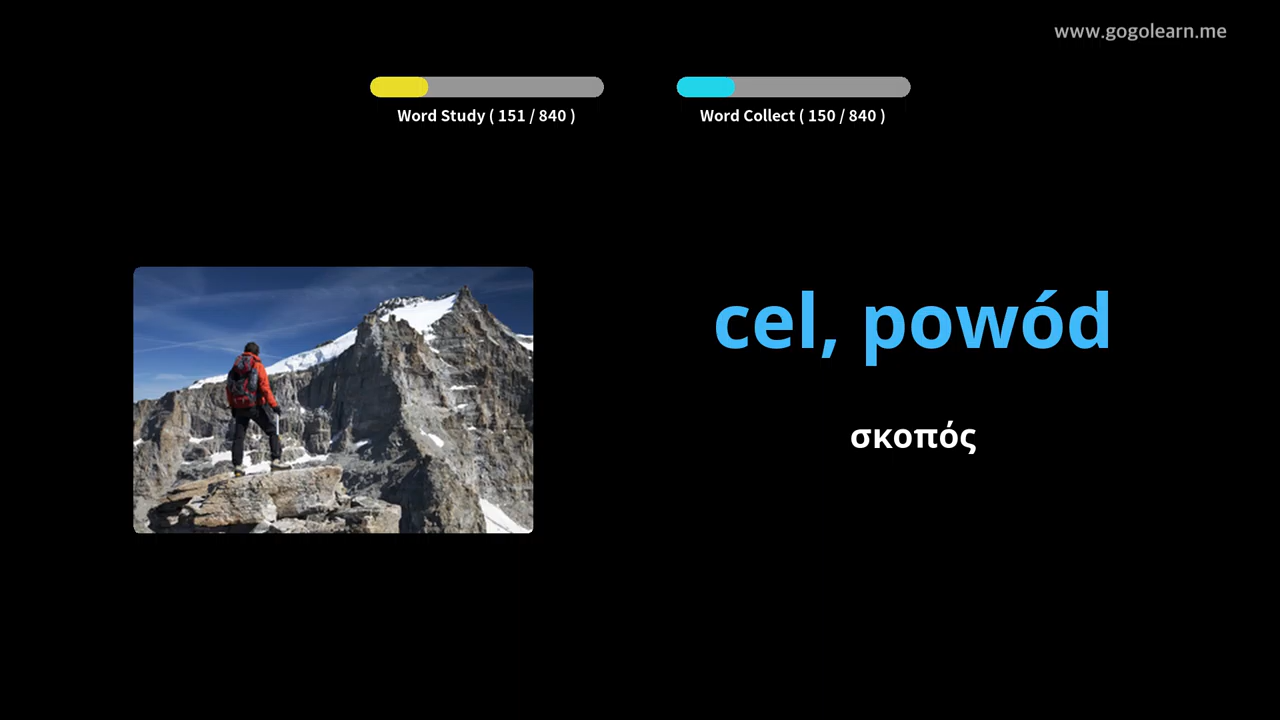 www.gogolearn.me
Word Study ( 151 / 840 )
Word Collect ( 150 / 840 )
cel, powód
σκοπός